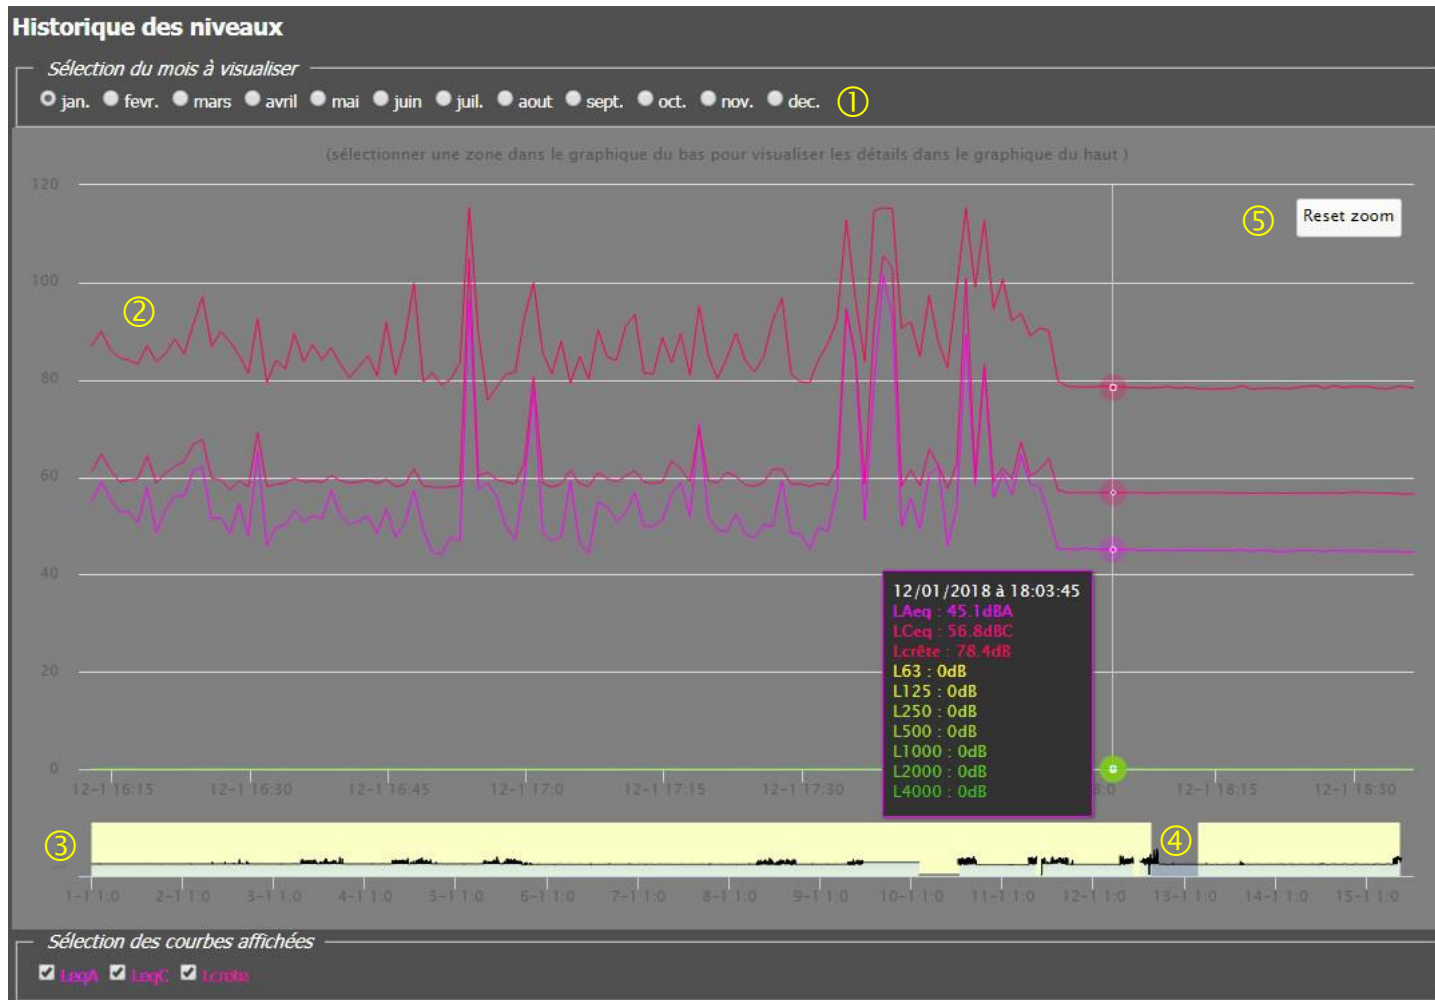 Historique des niveaux
Sélection du mois à visualiser
jan. fevr. mars avril mai juin juil. aout sept. oct. nov. dec. ①
(sélectionner une zone dans le graphique du bas pour visualiser les détails dans le graphique du haut )
120
⑤ Reset zoom
100
②
80
60
40
12/01/2018 à 18:03:45
LAeq : 45.1dBA
LCeq : 56.8dBC
Lcrête : 78.4dB
20
L63 : 0dB
L125 : 0dB
L250 : 0dB
L500 : 0dB
L1000 : 0dB
L2000 : 0dB
L4000 : 0dB
0
12-1 16:15 12-1 16:30 12-1 16:45 12-1 17:0 12-1 17:15 12-1 17:30 8:0 12-1 18:15 12-1 18:30
③ ④
1-1 1:0 2-1 1:0 3-1 1:0 4-1 1:0 5-1 1:0 6-1 1:0 7-1 1:0 8-1 1:0 9-1 1:0 10-1 1:0 11-1 1:0 12-1 1:0 13-1 1:0 14-1 1:0 15-1 1:0
Sélection des courbes affichées
LeqA LeqC Lcrete